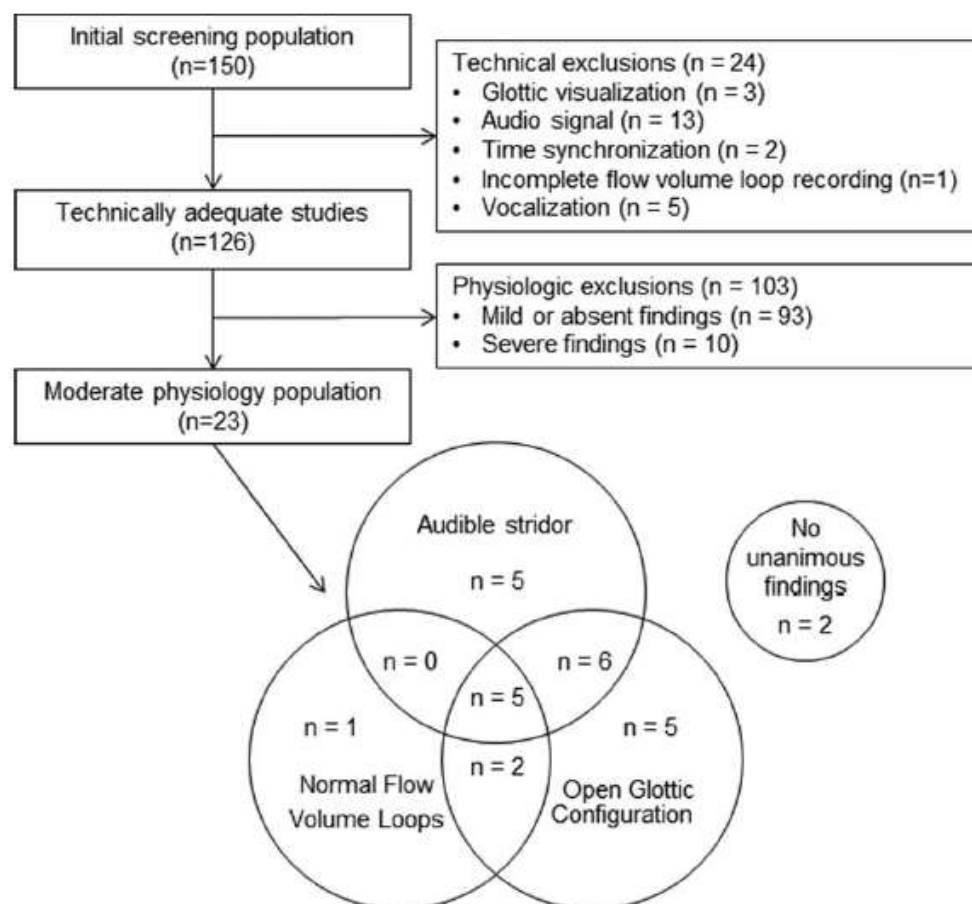 Initial screening population
(n=150)
Technical exclusions (n = 24)
• Glottic visualization (n = 3)
• Audio signal (n = 13)
• Time synchronization (n = 2)
• Incomplete flow volume loop recording (n=1)
• Vocalization (n = 5)
Technically adequate studies
(n=126)
Physiologic exclusions (n = 103)
• Mild or absent findings (n = 93)
• Severe findings (n = 10)
Moderate physiology population
(n=23)
Audible stridor
n = 5
No
unanimous
findings
n = 2
n = 0
n = 6
n = 5
n = 1
n = 5
n = 2
Normal Flow
Volume Loops
Open Glottic
Configuration